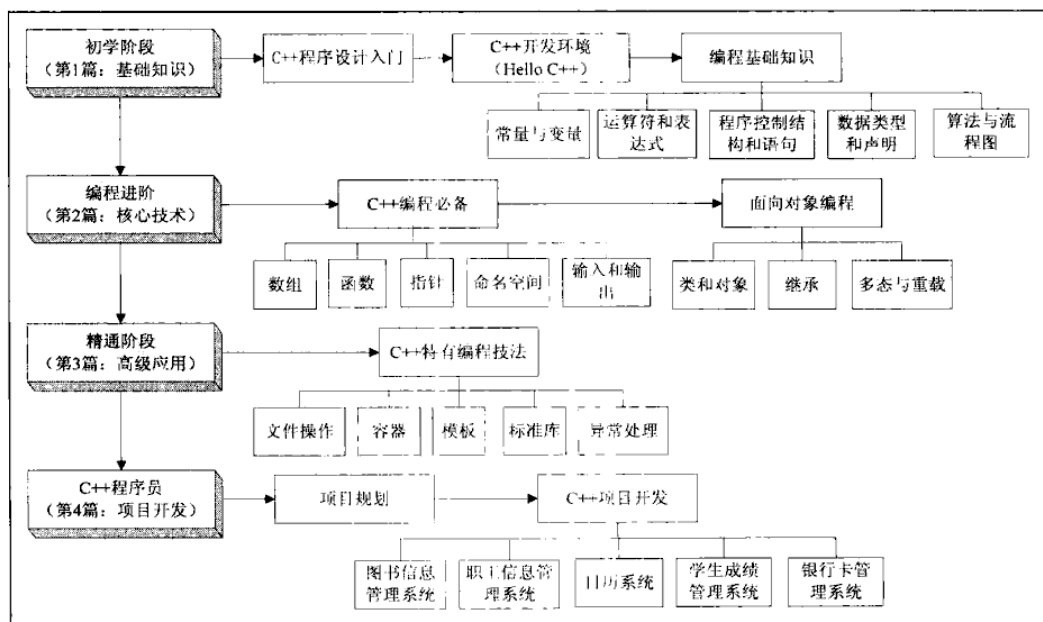 初学阶段
（第1篇：基础知识）
C++程序设计入门
C++开发环境
（Hello C++）
编程基础知识
常量与变量
运算符和表
达式
程序控制结
构和语句
数据类型
和声明
算法与流
程图
编程进阶
（第2篇：核心技术）
C++编程必备
面向对象编程
数组
函数
指针
命名空间
输入和输
出
类和对象
继承
多态与重载
精通阶段
（第3篇：高级应用）
C++特有编程技法
文件操作
容器
模板
标准库
异常处理
C++程序员
（第4篇：项目开发）
项目规划
C++项目开发
图书信息
管理系统
职工信息管
理系统
日历系统
学生成绩
管理系统
银行卡管
理系统